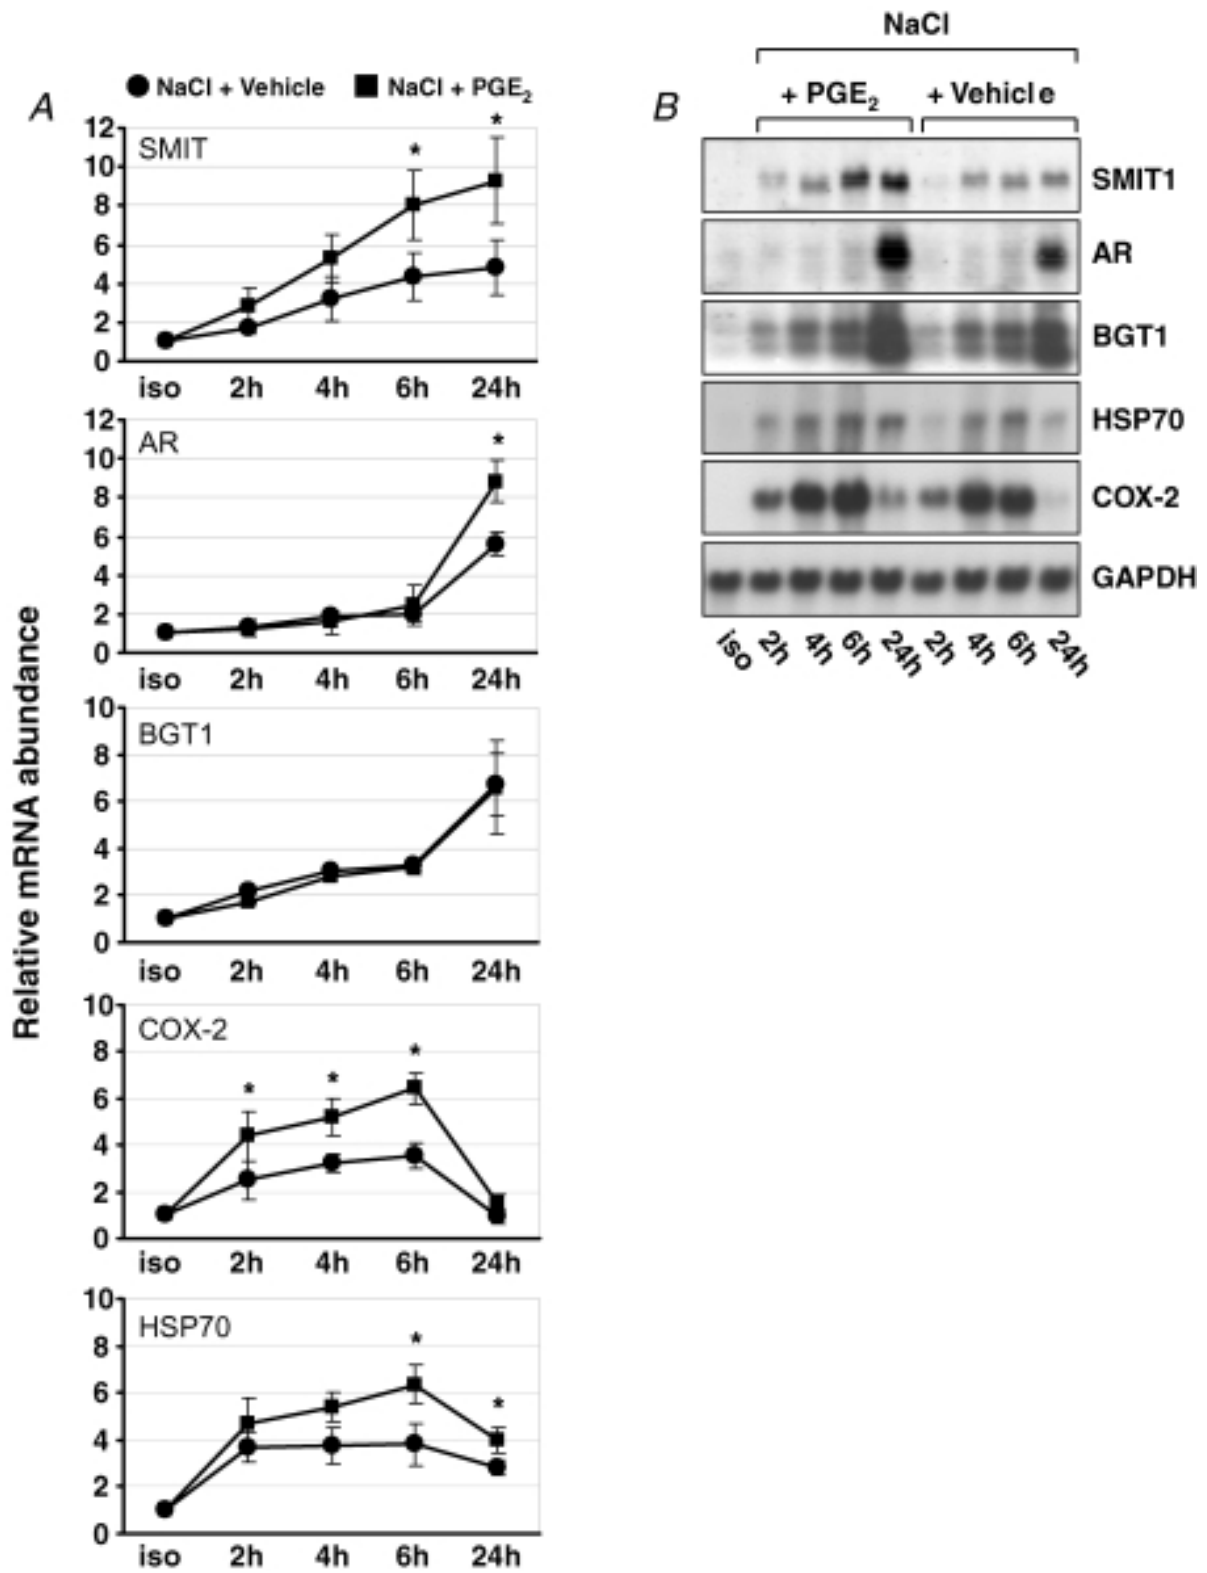 A
NaCl + Vehicle NaCl + PGE2
SMIT
*
*
12
10
8
6
4
2
0
iso 2h 4h 6h 24h
AR
*
12
10
8
6
4
2
0
iso 2h 4h 6h 24h
BGT1
10
8
6
4
2
0
iso 2h 4h 6h 24h
COX-2
* * *
10
8
6
4
2
0
iso 2h 4h 6h 24h
HSP70
*
*
10
8
6
4
2
0
iso 2h 4h 6h 24h
Relative mRNA abundance
B
NaCl
+ PGE2 + Vehicle
SMIT1
AR
BGT1
HSP70
COX-2
GAPDH
iso 2h 4h 6h 24h 2h 4h 6h 24h